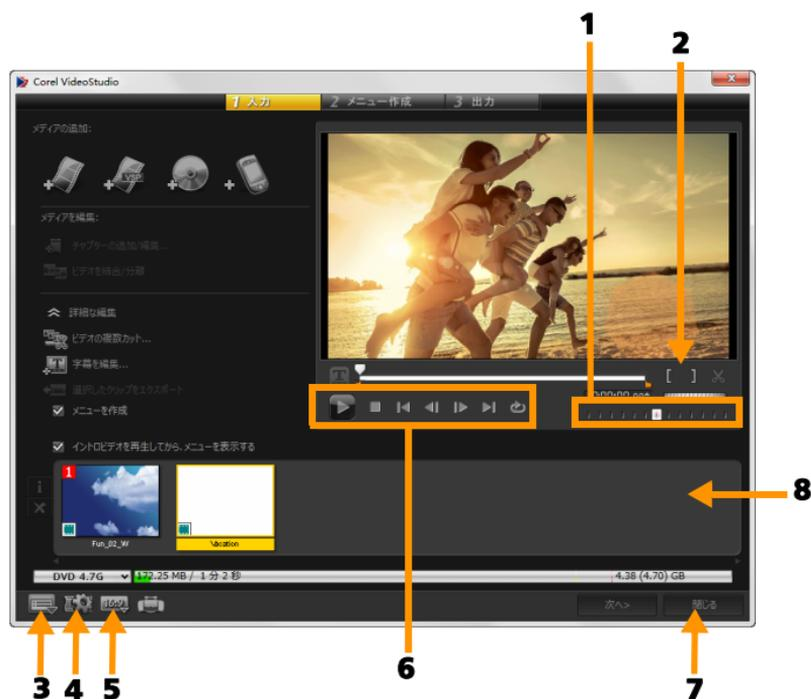 1
2
Corel VideoStudio
1 入力
2 メニュー作成
3 出力
メディアの追加:
VSP
メディアを編集:
チャプターの追加/編集...
ビデオを結合/分離
詳細な編集
ビデオの複数カット...
T
字幕を編集...
T
[ ]
選択したクリップをエクスポート
メニューを作成
イントロビデオを再生してから、メニューを表示する
8
1
i
Fun_02_W
Vacation
DVD 4.7G
172.25 MB / 1 分 2 秒
4.38 (4.70) GB
16:9
次へ>
閉じる
3
4
5
6
7